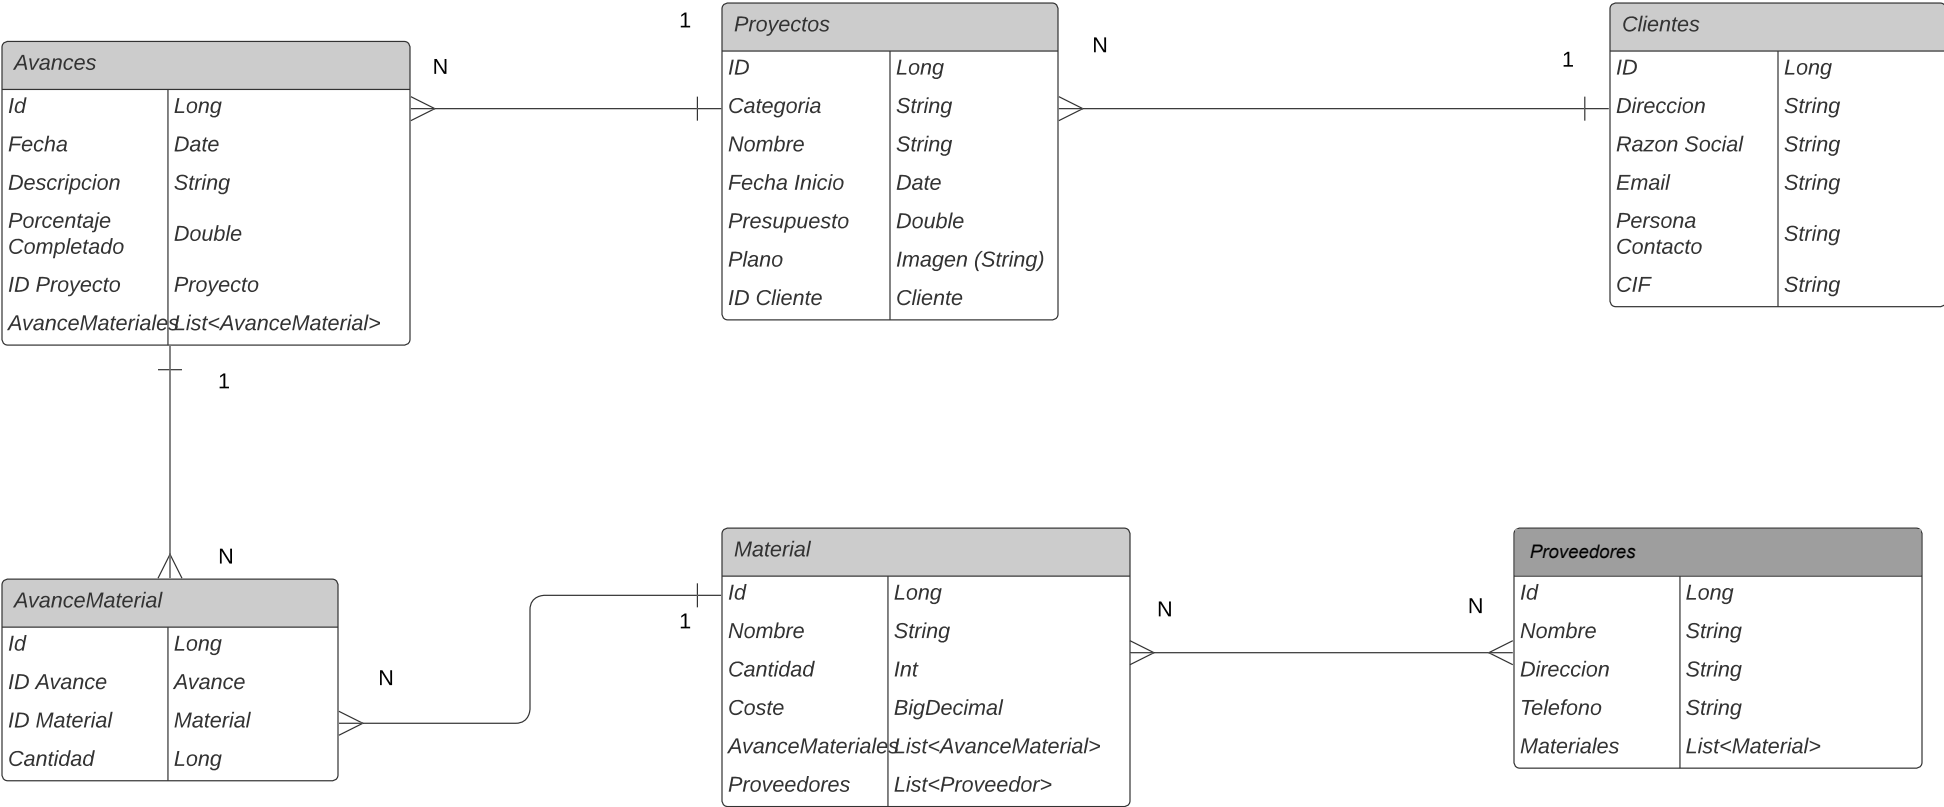 Avances
Id Long
Fecha Date
Descripcion String
Porcentaje
Completado
Double
ID Proyecto Proyecto
AvanceMateriales List<AvanceMaterial>
N
1
Proyectos
ID Long
Categoria String
Nombre String
Fecha Inicio Date
Presupuesto Double
Plano Imagen (String)
ID Cliente Cliente
N
1
Clientes
ID Long
Direccion String
Razon Social String
Email String
Persona
Contacto
String
CIF String
1
N
AvanceMaterial
Id Long
ID Avance Avance
ID Material Material
Cantidad Long
N
1
Material
Id Long
Nombre String
Cantidad Int
Coste BigDecimal
AvanceMateriales List<AvanceMaterial>
Proveedores List<Proveedor>
N
N
Proveedores
Id Long
Nombre String
Direccion String
Telefono String
Materiales List<Material>